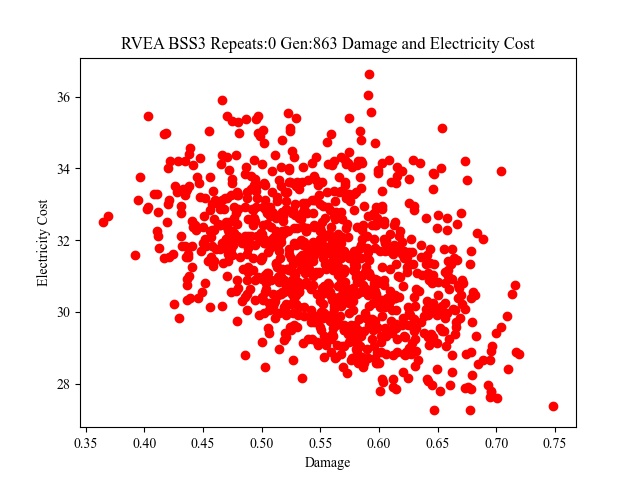 RVEA BSS3 Repeats:0 Gen:863 Damage and Electricity Cost
36
34
32
30
28
Electricity Cost
0.35 0.40 0.45 0.50 0.55 0.60 0.65 0.70 0.75
Damage